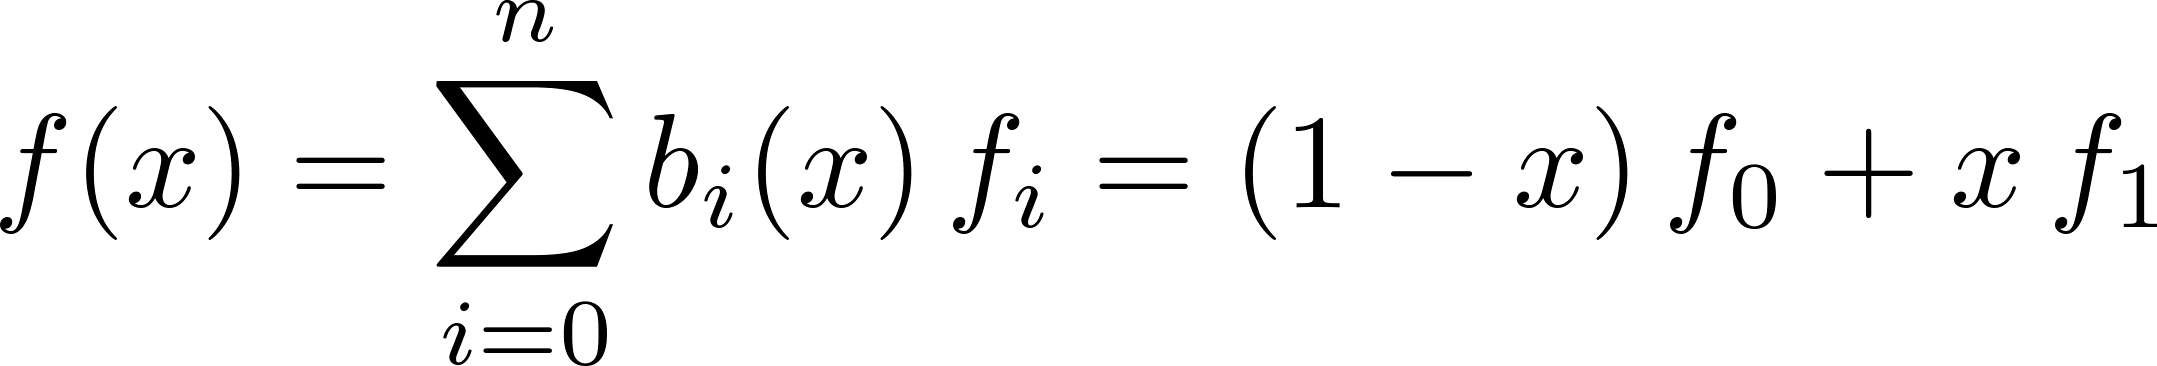 f(x) = \sum_{i=0}^{n} b_i(x) f_i = (1 − x) f_0 + x f_1